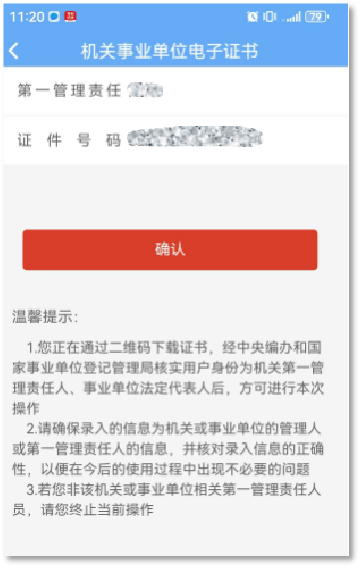 11:20 79
机关事业单位电子证书
第一管理责任
证件号码
确认
温馨提示：
1.您正在通过二维码下载证书，经中央编办和国
家事业单位登记管理局核实用户身份为机关第一管
理责任人、事业单位法定代表人后，方可进行本次
操作
2.请确保录入的信息为机关或事业单位的管理人
或第一管理责任人的信息，并核对录入信息的正确
性，以便在今后的使用过程中出现不必要的问题
3.若您非该机关或事业单位相关第一管理责任人
员，请您终止当前操作